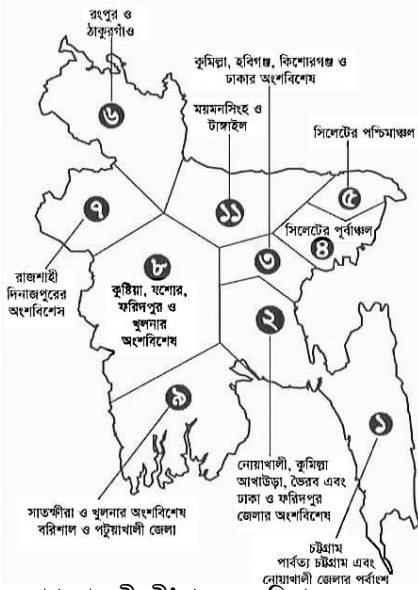 রংপুর ও
ঠাকুরগাঁও
কুমিল্লা, হবিগঞ্জ, কিশোরগঞ্জ ও
ঢাকার অংশবিশেষ
ময়মনসিংহ ও
টাঙ্গাইল
সিলেটের পশ্চিমাঞ্চল
৬
৭
১১
৫
সিলেটের পূর্বাঞ্চল
৪
৩
৮
রাজশাহী
দিনাজপুরের
অংশবিশেস
কুষ্টিয়া, যশোর,
ফরিদপুর ও
খুলনার
অংশবিশেষ
২
৯
১
নোয়াখালী, কুমিল্লা
আখাউড়া, ভৈরব এবং
ঢাকা ও ফরিদপুর
জেলার অংশবিশেষ
সাতক্ষীরা ও খুলনার অংশবিশেষ
বরিশাল ও পটুয়াখালী জেলা
চট্টগ্রাম
পার্বত্য চট্টগ্রাম এবং
নোয়াখালী জেলার পর্বাংশ